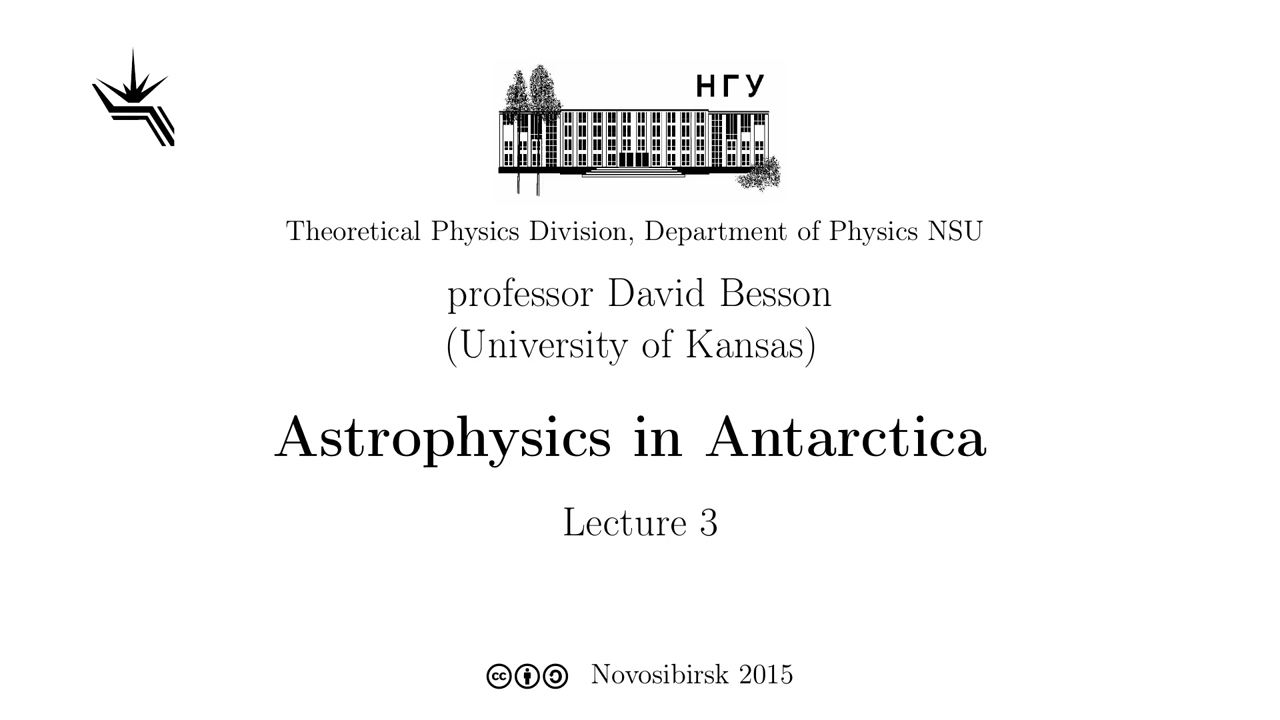 НГУ
Theoretical Physics Division, Department of Physics NSU
professor David Besson
(University of Kansas)
Astrophysics in Antarctica
Lecture 3
cc Novosibirsk 2015